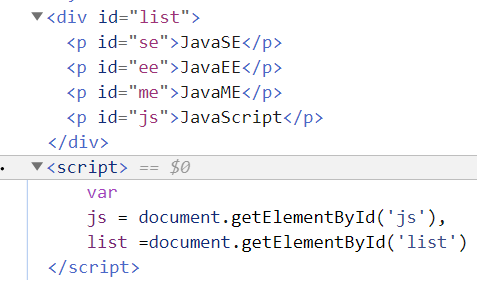 ▼<div id="list">
<p id="se">JavaSE</p>
<p id="ee">JavaEE</p>
<p id="me">JavaME</p>
<p id="js">JavaScript</p>
</div>
▼<script> == $0
var
js = document.getElementById('js'),
list =document.getElementById('list')
</script>